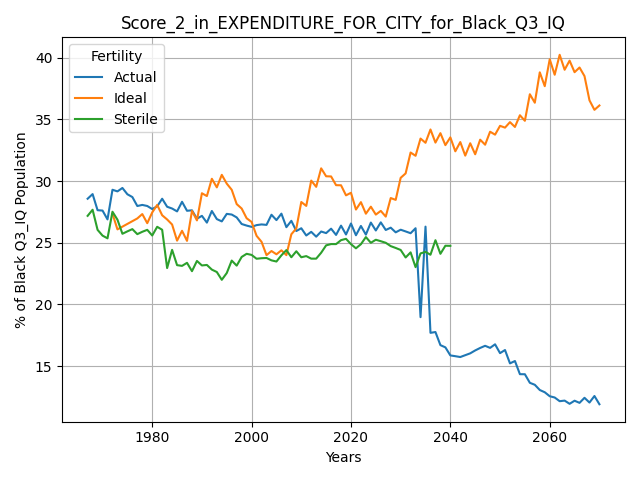 Score_2_in_EXPENDITURE_FOR_CITY_for_Black_Q3_IQ
Fertility
Actual
Ideal
Sterile
% of Black Q3_IQ Population
40
35
30
25
20
15
1980
2000
2020
2040
2060
Years